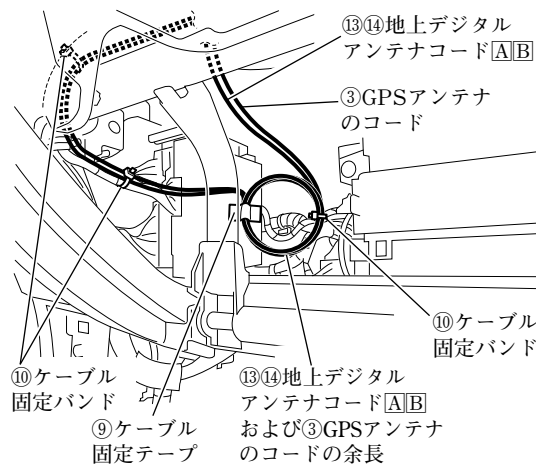 ⑬⑭地上デジタル
アンテナコード🄰🄱
③GPSアンテナ
のコード
⑩ケーブル
固定バンド
⑩ケーブル
固定バンド
⑨ケーブル
固定テープ
⑬⑭地上デジタル
アンテナコード🄰🄱
および③GPSアンテナ
のコードの余長